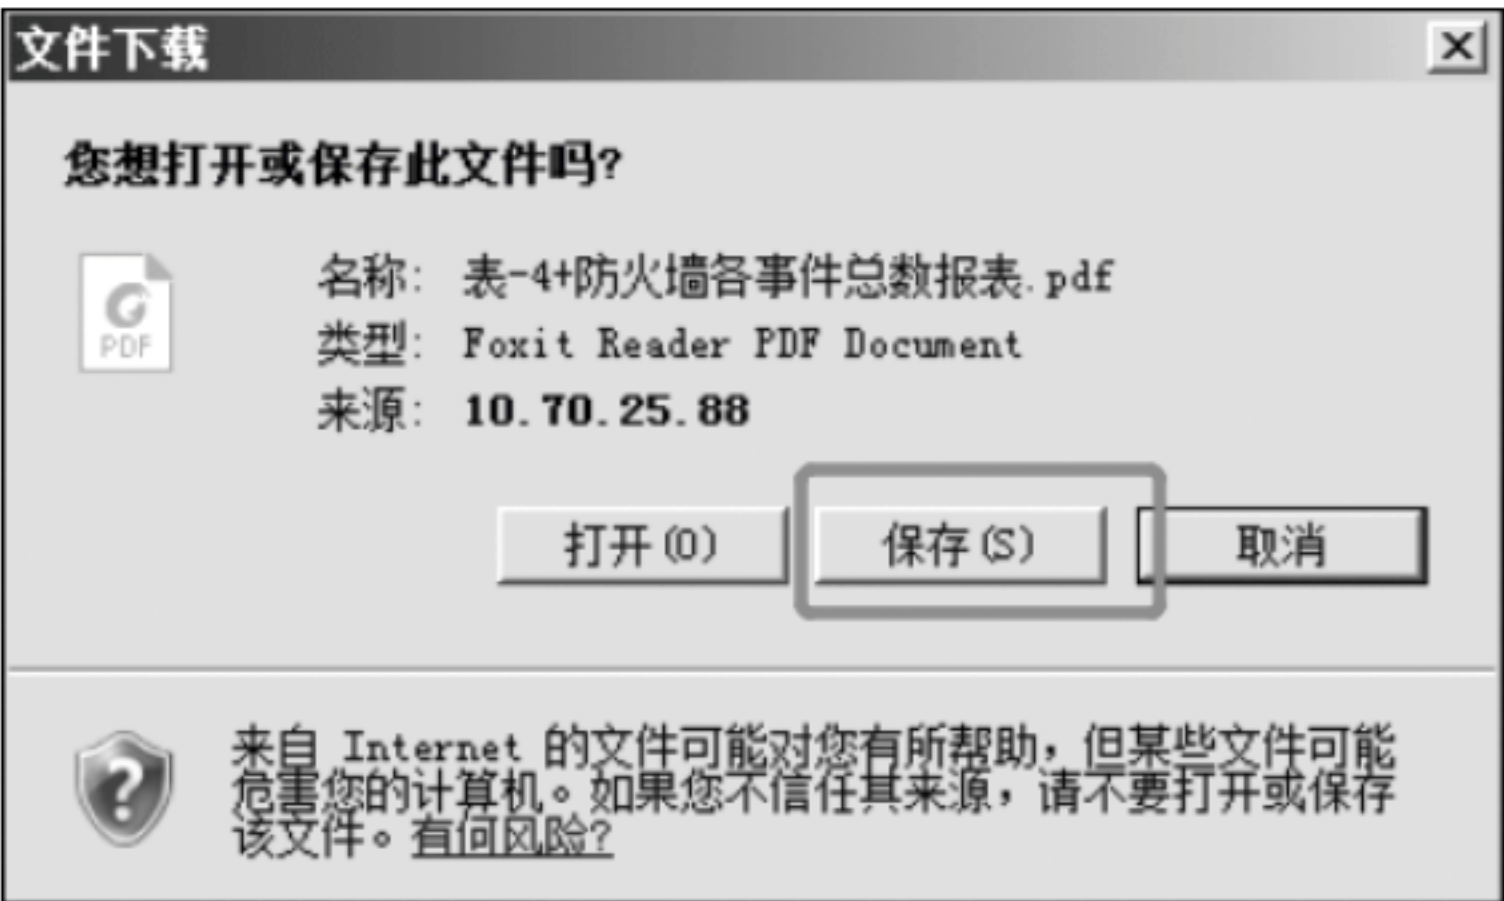 文件下载
您想打开或保存此文件吗?
PDF
名称: 表-4+防火墙各事件总数报表.pdf
类型: Foxit Reader PDF Document
来源: 10.70.25.88
打开(O) 保存(S) 取消
来自 Internet 的文件可能对您有所帮助，但某些文件可能
危害您的计算机。如果您不信任其来源，请不要打开或保存
该文件。有何风险?